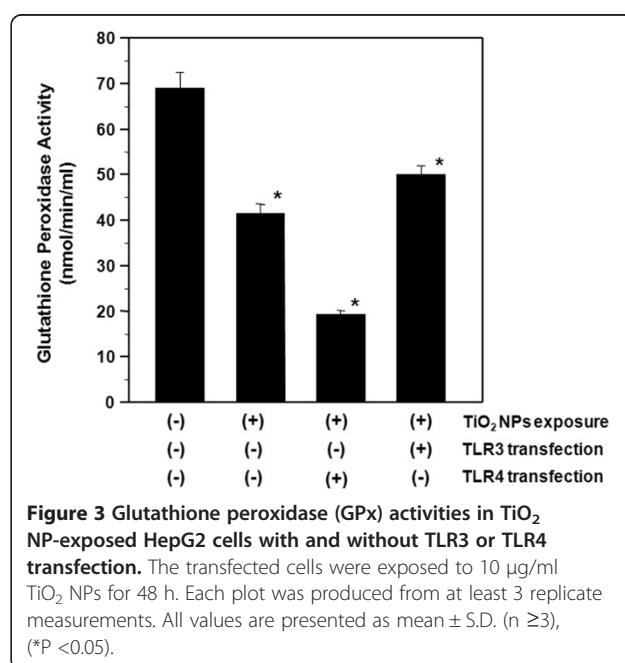 80
70
60
50
40
30
20
10
0
Glutathione Peroxidase Activity
(nmol/min/ml)
*
*
*
(-) (+) (+) (+) TiO₂ NPs exposure
(-) (-) (-) (+) TLR3 transfection
(-) (-) (+) (-) TLR4 transfection
Figure 3 Glutathione peroxidase (GPx) activities in TiO₂
NP-exposed HepG2 cells with and without TLR3 or TLR4
transfection. The transfected cells were exposed to 10 μg/ml
TiO₂ NPs for 48 h. Each plot was produced from at least 3 replicate
measurements. All values are presented as mean ± S.D. (n ≥3),
(*P <0.05).